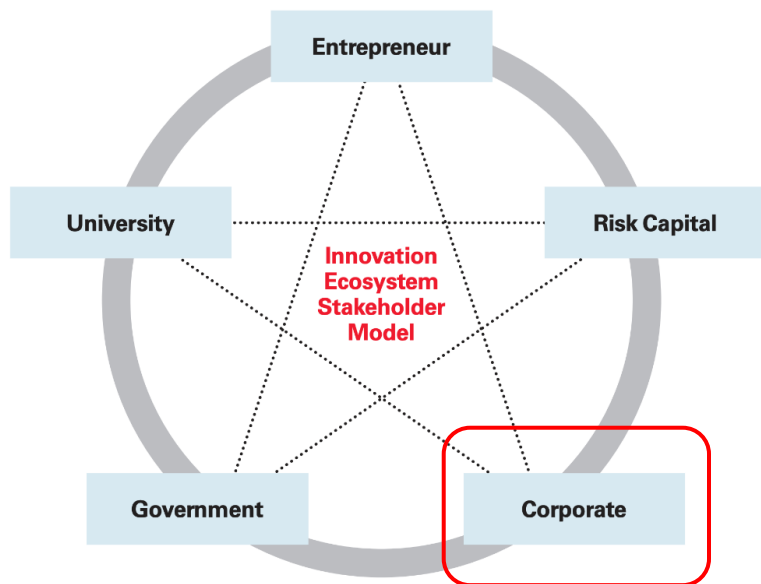 Entrepreneur
University
Risk Capital
Innovation
Ecosystem
Stakeholder
Model
Government
Corporate